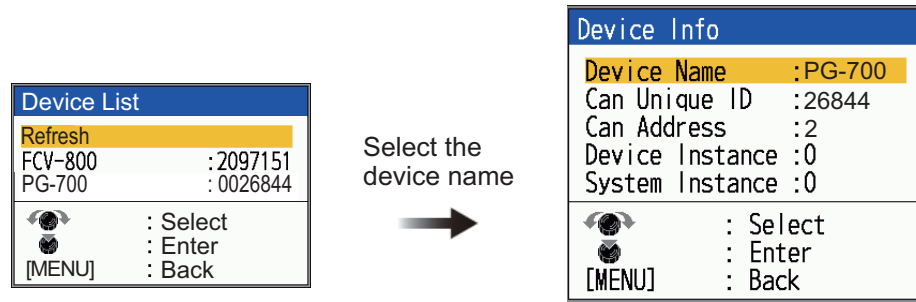 Device List
Refresh
FCV-800 :2097151
PG-700 : 0026844
: Select
: Enter
[MENU] : Back
Select the
device name
Device Info
Device Name :PG-700
Can Unique ID :26844
Can Address :2
Device Instance :0
System Instance :0
: Select
: Enter
[MENU] : Back